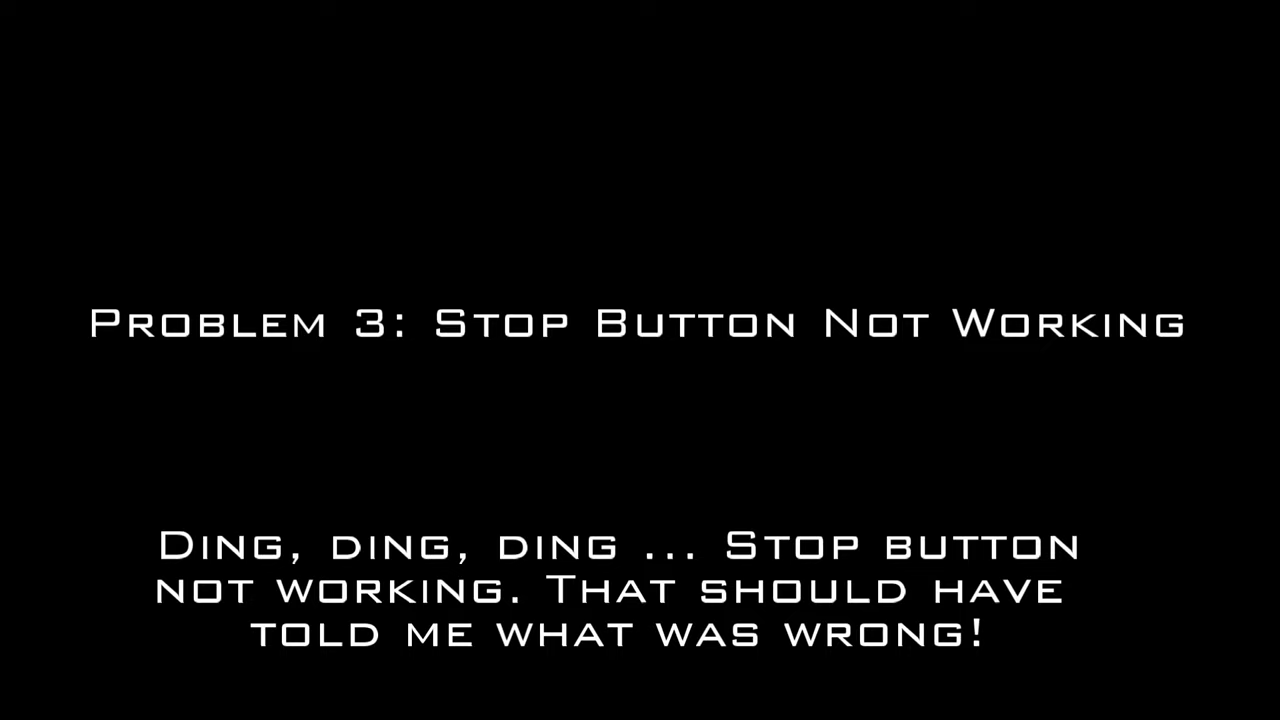 Problem 3: Stop Button Not Working
Ding, ding, ding ... Stop button
not working. That should have
told me what was wrong!